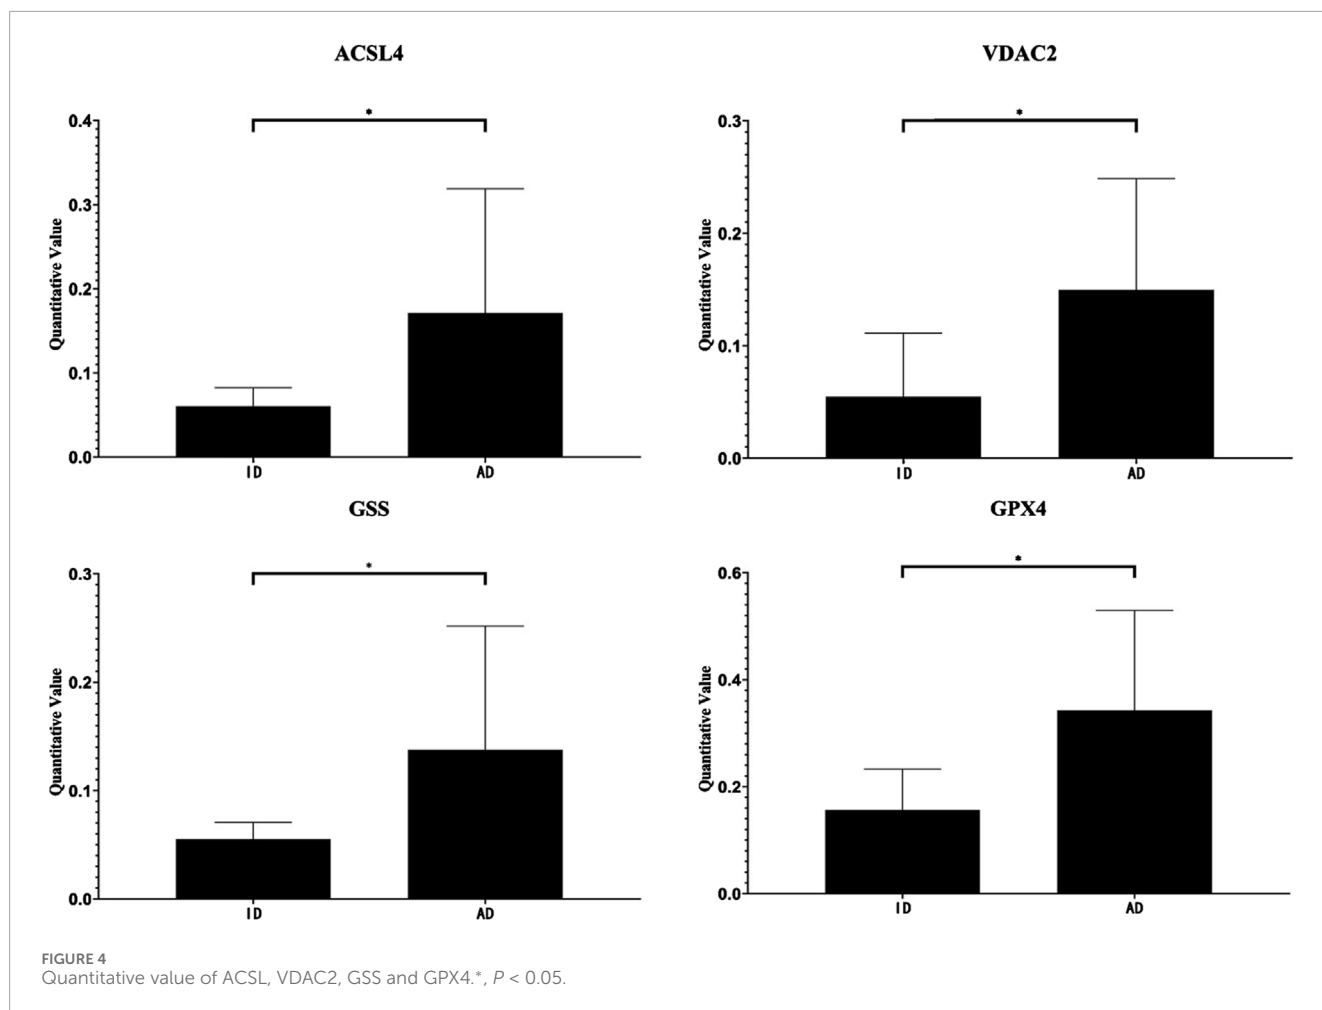 ACSL4
*
0.4
0.3
0.2
0.1
0.0
Quantitative Value
ID
AD
VDAC2
*
0.3
0.2
0.1
0.0
Quantitative Value
ID
AD
GSS
*
0.3
0.2
0.1
0.0
Quantitative Value
ID
AD
GPX4
*
0.6
0.4
0.2
0.0
Quantitative Value
ID
AD
FIGURE 4
Quantitative value of ACSL, VDAC2, GSS and GPX4.*, P < 0.05.